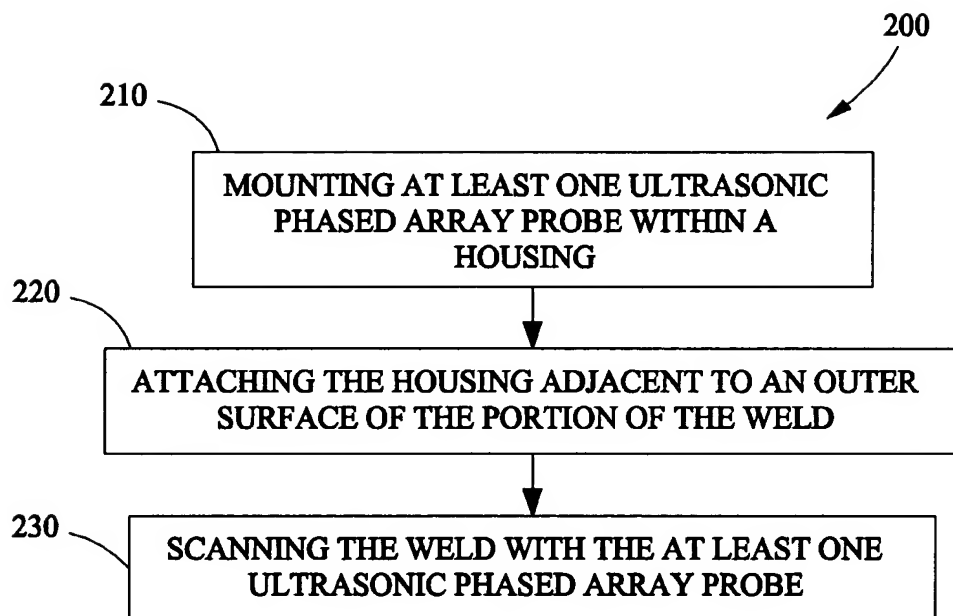 200
210
MOUNTING AT LEAST ONE ULTRASONIC
PHASED ARRAY PROBE WITHIN A
HOUSING
220
ATTACHING THE HOUSING ADJACENT TO AN OUTER
SURFACE OF THE PORTION OF THE WELD
230
SCANNING THE WELD WITH THE AT LEAST ONE
ULTRASONIC PHASED ARRAY PROBE